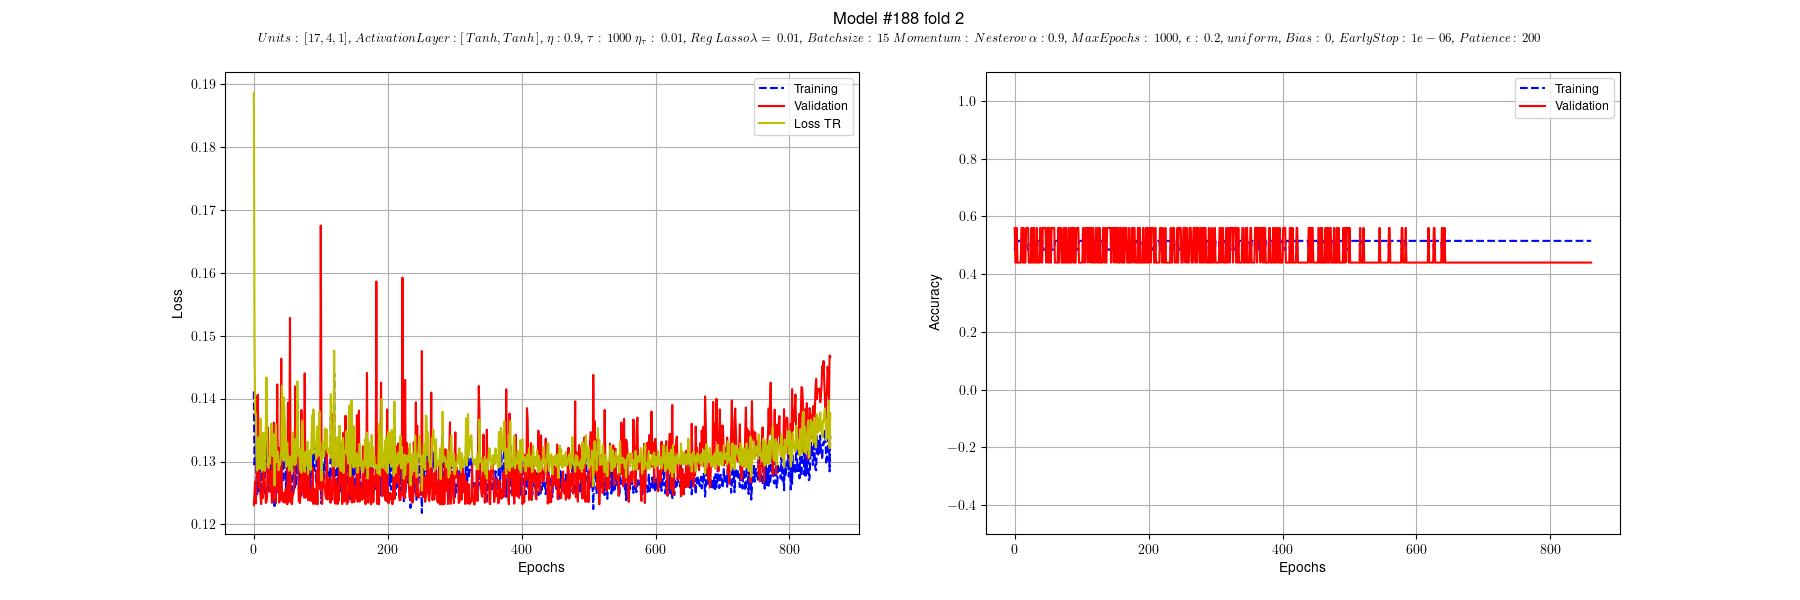 Model #188 fold 2
Units : [17, 4, 1], ActivationLayer : [Tanh, Tanh], η : 0.9, τ : 1000 ητ : 0.01, Reg Lassoλ = 0.01, Batchsize : 15 Momentum : Nesterov α : 0.9, MaxEpochs : 1000, ϵ : 0.2, uniform, Bias : 0, EarlyStop : 1e − 06, Patience : 200
Loss
0.19
0.18
0.17
0.16
0.15
0.14
0.13
0.12
Training
Validation
Loss TR
0
200
400
600
800
Epochs
Accuracy
1.0
0.8
0.6
0.4
0.2
0.0
−0.2
−0.4
Training
Validation
0
200
400
600
800
Epochs